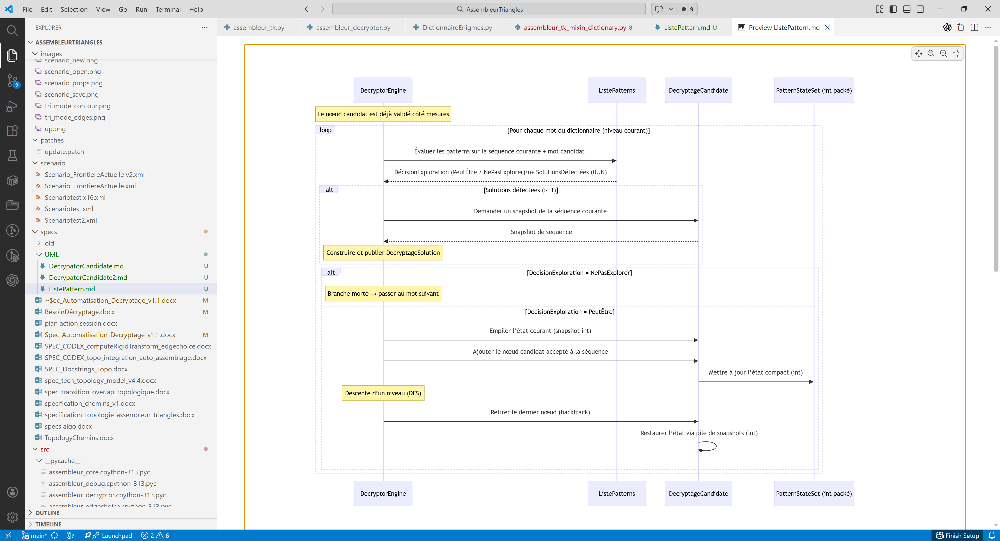 File Edit Selection View Go Run Terminal Help
AssembleurTriangles
9
EXPLORER
assembleur_tk.py
assembleur_decryptor.py
DictionnaireEnigmes.py
assembleur_tk_mixin_dictionary.py 8
ListePattern.md U
Preview ListePattern.md
ASSEMBLEURTRIANGLES
images
scenario_new.png
scenario_open.png
scenario_props.png
scenario_save.png
tri_mode_contour.png
tri_mode_edges.png
up.png
patches
update.patch
scenario
Scenario_FrontiereActuelle v2.xml
Scenario_FrontiereActuelle.xml
Scenariotest x16.xml
Scenariotest.xml
Scenariotest2.xml
specs
old
UML
DecrypatorCandidate.md U
DecrypatorCandidate2.md U
ListePattern.md U
~$ec_Automatisation_Decryptage_v1.1.docx M
BesoinDécryptage.docx M
plan action session.docx
Spec_Automatisation_Decryptage_v1.1.docx M
SPEC_CODEX_computeRigidTransform_edgechoice.docx
SPEC_CODEX_topo_integration_auto_assemblage.docx
SPEC_Docstrings_Topo.docx
spec_tech_topology_model_v4.4.docx
spec_transition_overlap_topologique.docx
specification_chemins_v1.docx
specification_topologie_assembleur_triangles.docx
specs algo.docx
TopologyChemins.docx
src
__pycache__
assembleur_core.cpython-313.pyc
assembleur_debug.cpython-313.pyc
assembleur_decryptor.cpython-313.pyc
assembleur_edgechoice.cpython-313.pyc
OUTLINE
TIMELINE
9
DecryptorEngine
ListePatterns
DecryptageCandidate
PatternStateSet (int packé)
Le nœud candidat est déjà validé côté mesures
loop
[Pour chaque mot du dictionnaire (niveau courant)]
Évaluer les patterns sur la séquence courante + mot candidat
DécisionExploration (PeutÊtre / NePasExplorer)\n+ SolutionsDétectées (0..N)
alt
[Solutions détectées (>=1)]
Demander un snapshot de la séquence courante
Snapshot de séquence
Construire et publier DecryptageSolution
alt
[DécisionExploration = NePasExplorer]
Branche morte → passer au mot suivant
[DécisionExploration = PeutÊtre]
Empiler l’état courant (snapshot int)
Ajouter le nœud candidat accepté à la séquence
Mettre à jour l’état compact (int)
Descente d’un niveau (DFS)
Retirer le dernier nœud (backtrack)
Restaurer l’état via pile de snapshots (int)
DecryptorEngine
ListePatterns
DecryptageCandidate
PatternStateSet (int packé)
main*
Launchpad
2
6
Finish Setup